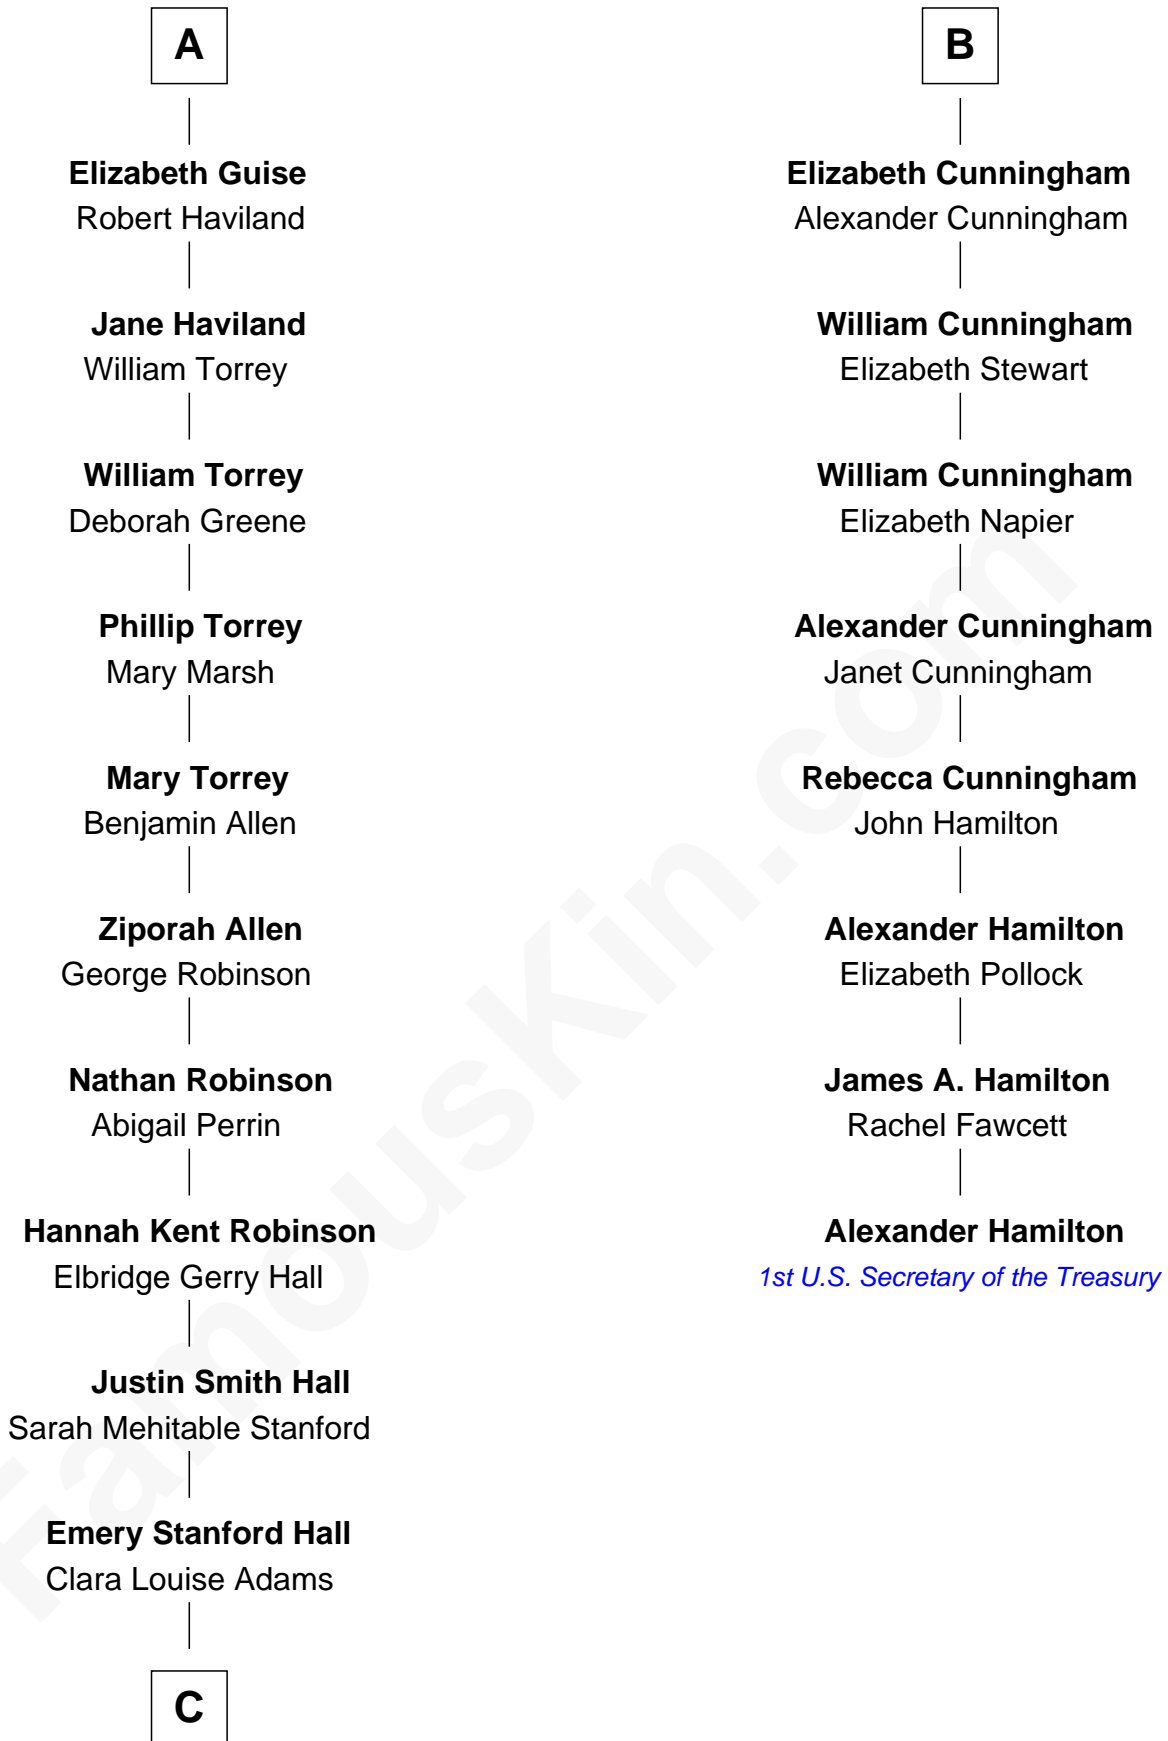 A
Elizabeth Guise
Robert Haviland
Jane Haviland
William Torrey
William Torrey
Deborah Greene
Phillip Torrey
Mary Marsh
Mary Torrey
Benjamin Allen
Ziporah Allen
George Robinson
Nathan Robinson
Abigail Perrin
Hannah Kent Robinson
Elbridge Gerry Hall
Justin Smith Hall
Sarah Mehitable Stanford
Emery Stanford Hall
Clara Louise Adams
C
B
Elizabeth Cunningham
Alexander Cunningham
William Cunningham
Elizabeth Stewart
William Cunningham
Elizabeth Napier
Alexander Cunningham
Janet Cunningham
Rebecca Cunningham
John Hamilton
Alexander Hamilton
Elizabeth Pollock
James A. Hamilton
Rachel Fawcett
Alexander Hamilton
1st U.S. Secretary of the Treasury
FamousKin.com